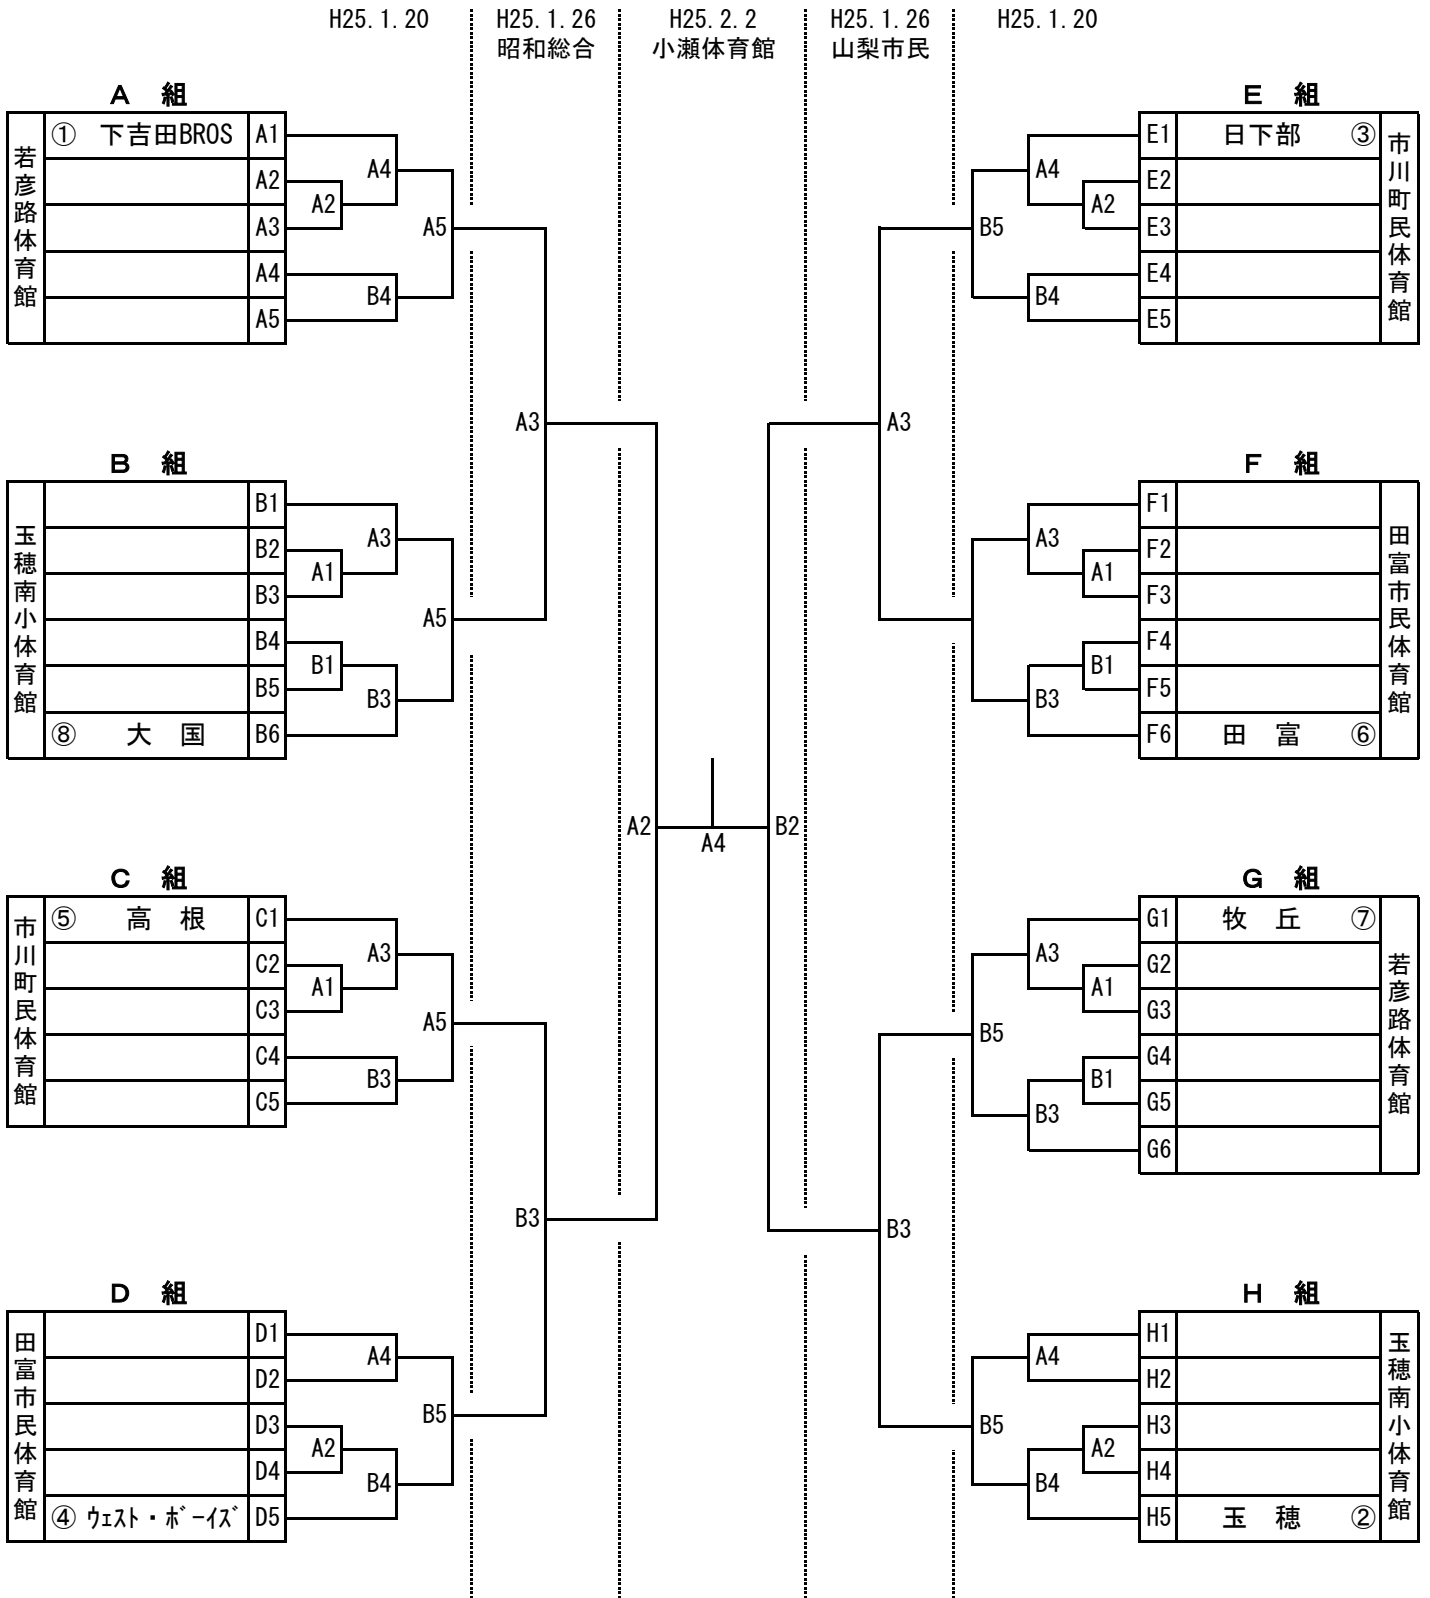 H25.1.20
H25.1.26
H25.2.2
H25.1.26
H25.1.20
昭和総合
小瀬体育館
山梨市民
A 組
若彦路体育館
① 下吉田BROS A1
A2
A3
A4
A5
A2
A4
B4
A5
B 組
玉穂南小体育館
B1
B2
B3
B4
B5
⑧ 大 国 B6
A1
A3
B1
B3
A5
A3
C 組
市川町民体育館
⑤ 高 根 C1
C2
C3
C4
C5
A1
A3
B3
A5
D 組
田富市民体育館
D1
D2
D3
D4
④ ウェスト・ボーイズ D5
A4
A2
B4
B5
B3
A2
A4
B2
E 組
市川町民体育館
E1 日下部 ③
E2
E3
E4
E5
A4
A2
B4
B5
A3
F 組
田富市民体育館
F1
F2
F3
F4
F5
F6 田 富 ⑥
A3
A1
B1
B3
G 組
若彦路体育館
G1 牧 丘 ⑦
G2
G3
G4
G5
G6
A3
A1
B1
B3
B5
B3
H 組
玉穂南小体育館
H1
H2
H3
H4
H5 玉 穂 ②
A4
A2
B4
B5